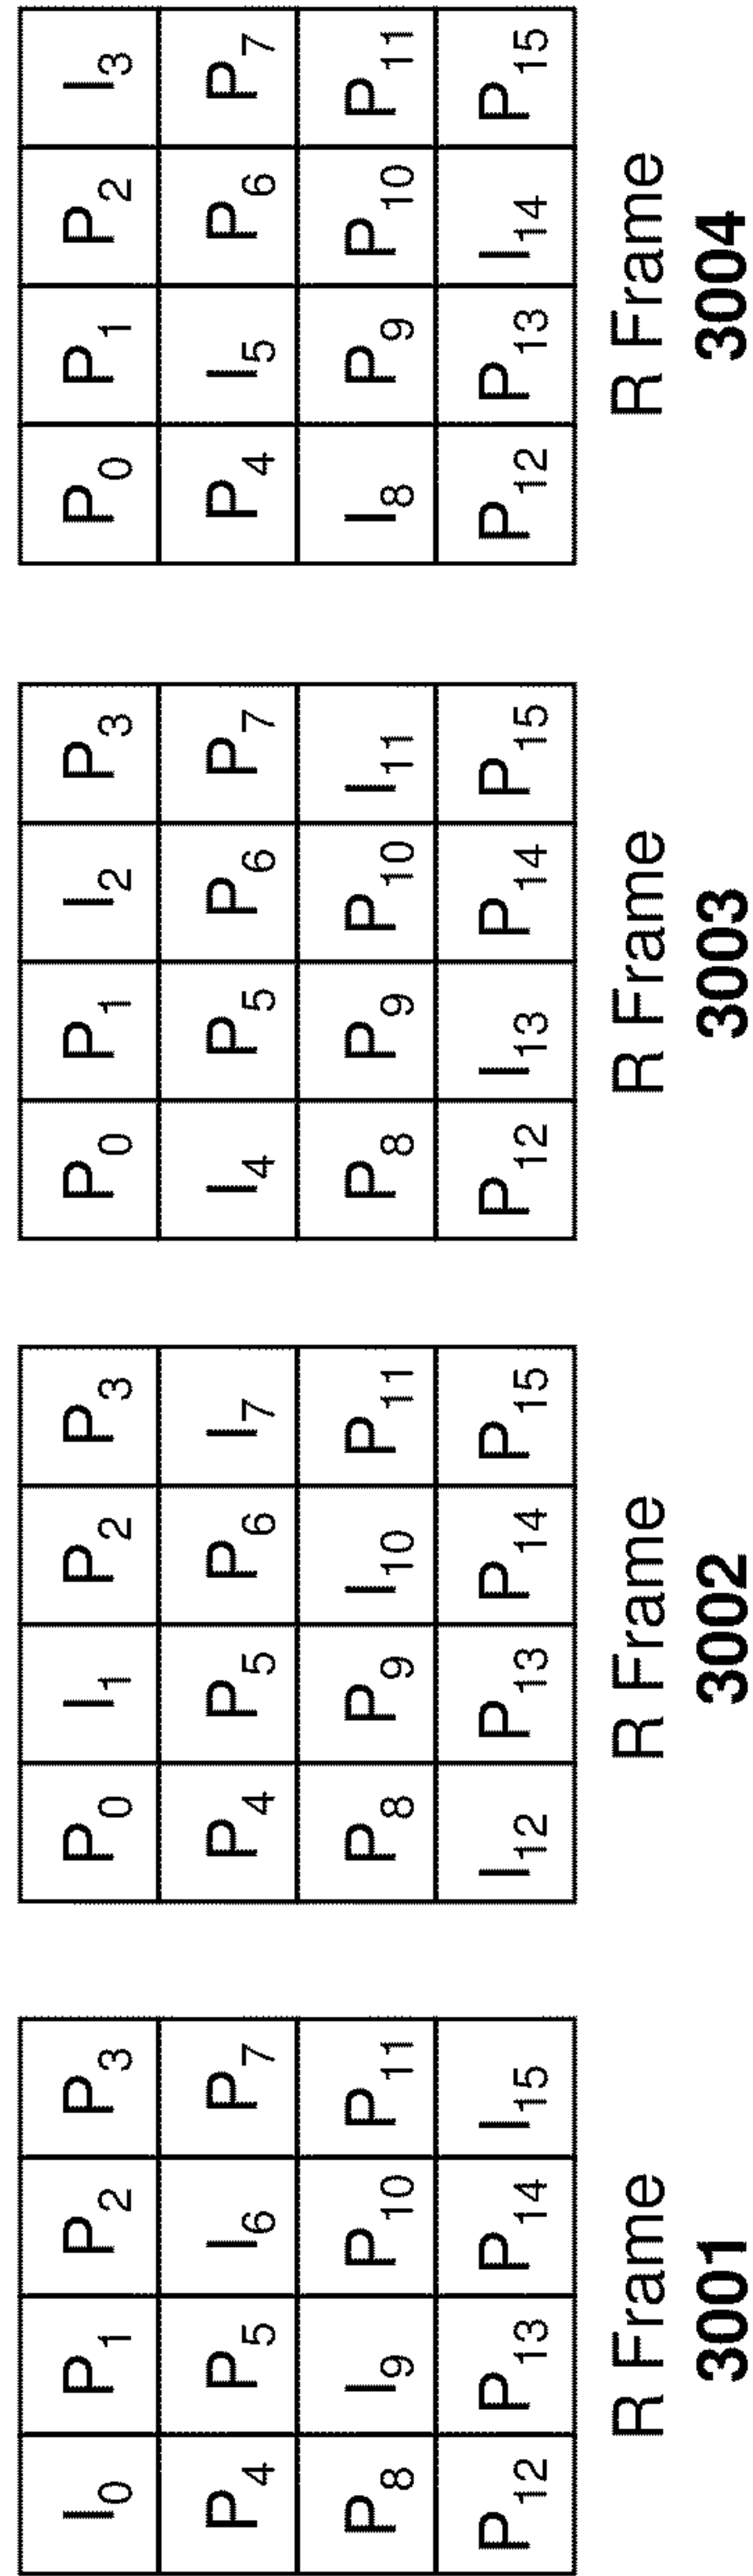 I0 P1 P2 P3
P4 P5 I6 P7
P8 I9 P10 P11
P12 P13 P14 I15
R Frame
3001
P0 I1 P2 P3
P4 P5 P6 I7
P8 P9 I10 P11
I12 P13 P14 P15
R Frame
3002
P0 P1 I2 P3
I4 P5 P6 P7
P8 P9 P10 I11
P12 I13 P14 P15
R Frame
3003
P0 P1 P2 I3
P4 I5 P6 P7
I8 P9 P10 P11
P12 P13 I14 P15
R Frame
3004